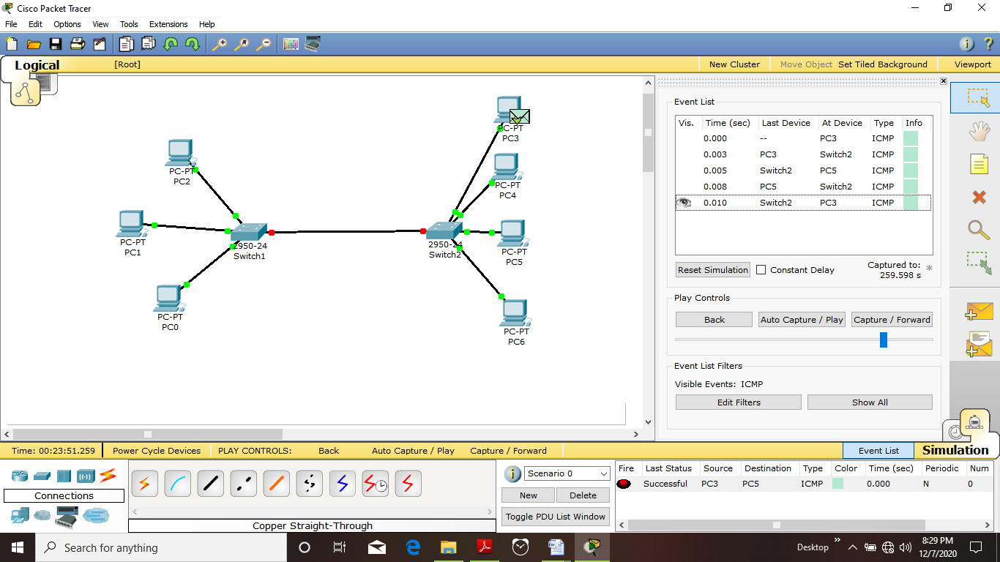 Cisco Packet Tracer
File Edit Options View Tools Extensions Help
Logical [Root] New Cluster Move Object Set Tiled Background Viewport
PC-PT
PC3
PC-PT
PC4
PC-PT
PC2
PC-PT
PC1
2950-24
Switch1
2950-24
Switch2
PC-PT
PC5
PC-PT
PC0
PC-PT
PC6
Event List
Vis. Time (sec) Last Device At Device Type Info
0.000 -- PC3 ICMP
0.003 PC3 Switch2 ICMP
0.005 Switch2 PC5 ICMP
0.008 PC5 Switch2 ICMP
0.010 Switch2 PC3 ICMP
Reset Simulation Constant Delay Captured to: *
259.598 s
Play Controls
Back Auto Capture / Play Capture / Forward
Event List Filters
Visible Events: ICMP
Edit Filters Show All
Time: 00:23:51.259 Power Cycle Devices PLAY CONTROLS: Back Auto Capture / Play Capture / Forward Event List Simulation
Connections
Copper Straight-Through
Scenario 0
New Delete
Toggle PDU List Window
Fire Last Status Source Destination Type Color Time (sec) Periodic Num
Successful PC3 PC5 ICMP 0.000 N 0
Search for anything
Desktop
8:29 PM
12/7/2020